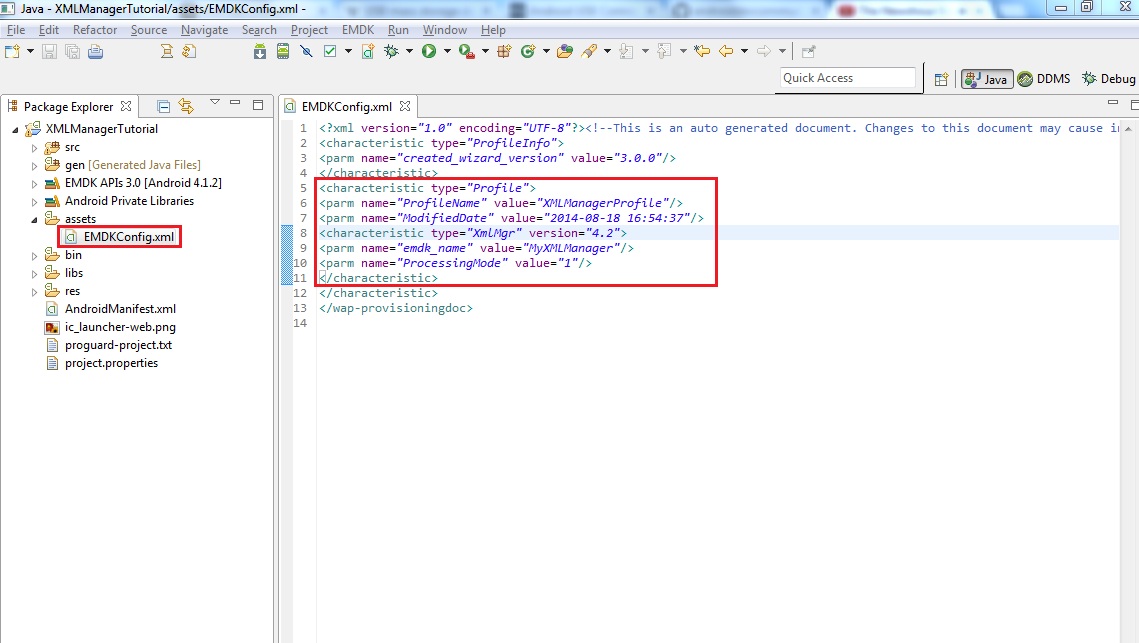 Java - XMLManagerTutorial/assets/EMDKConfig.xml -
File Edit Refactor Source Navigate Search Project EMDK Run Window Help
Quick Access
Java DDMS Debug
Package Explorer
XMLManagerTutorial
src
gen [Generated Java Files]
EMDK APIs 3.0 [Android 4.1.2]
Android Private Libraries
assets
EMDKConfig.xml
bin
libs
res
AndroidManifest.xml
ic_launcher-web.png
proguard-project.txt
project.properties
EMDKConfig.xml
1 <?xml version="1.0" encoding="UTF-8"?><!--This is an auto generated document. Changes to this document may cause i
2 <characteristic type="ProfileInfo">
3 <parm name="created_wizard_version" value="3.0.0"/>
4 </characteristic>
5 <characteristic type="Profile">
6 <parm name="ProfileName" value="XMLManagerProfile"/>
7 <parm name="ModifiedDate" value="2014-08-18 16:54:37"/>
8 <characteristic type="XmlMgr" version="4.2">
9 <parm name="emdk_name" value="MyXMLManager"/>
10 <parm name="ProcessingMode" value="1"/>
11 </characteristic>
12 </characteristic>
13 </wap-provisioningdoc>
14